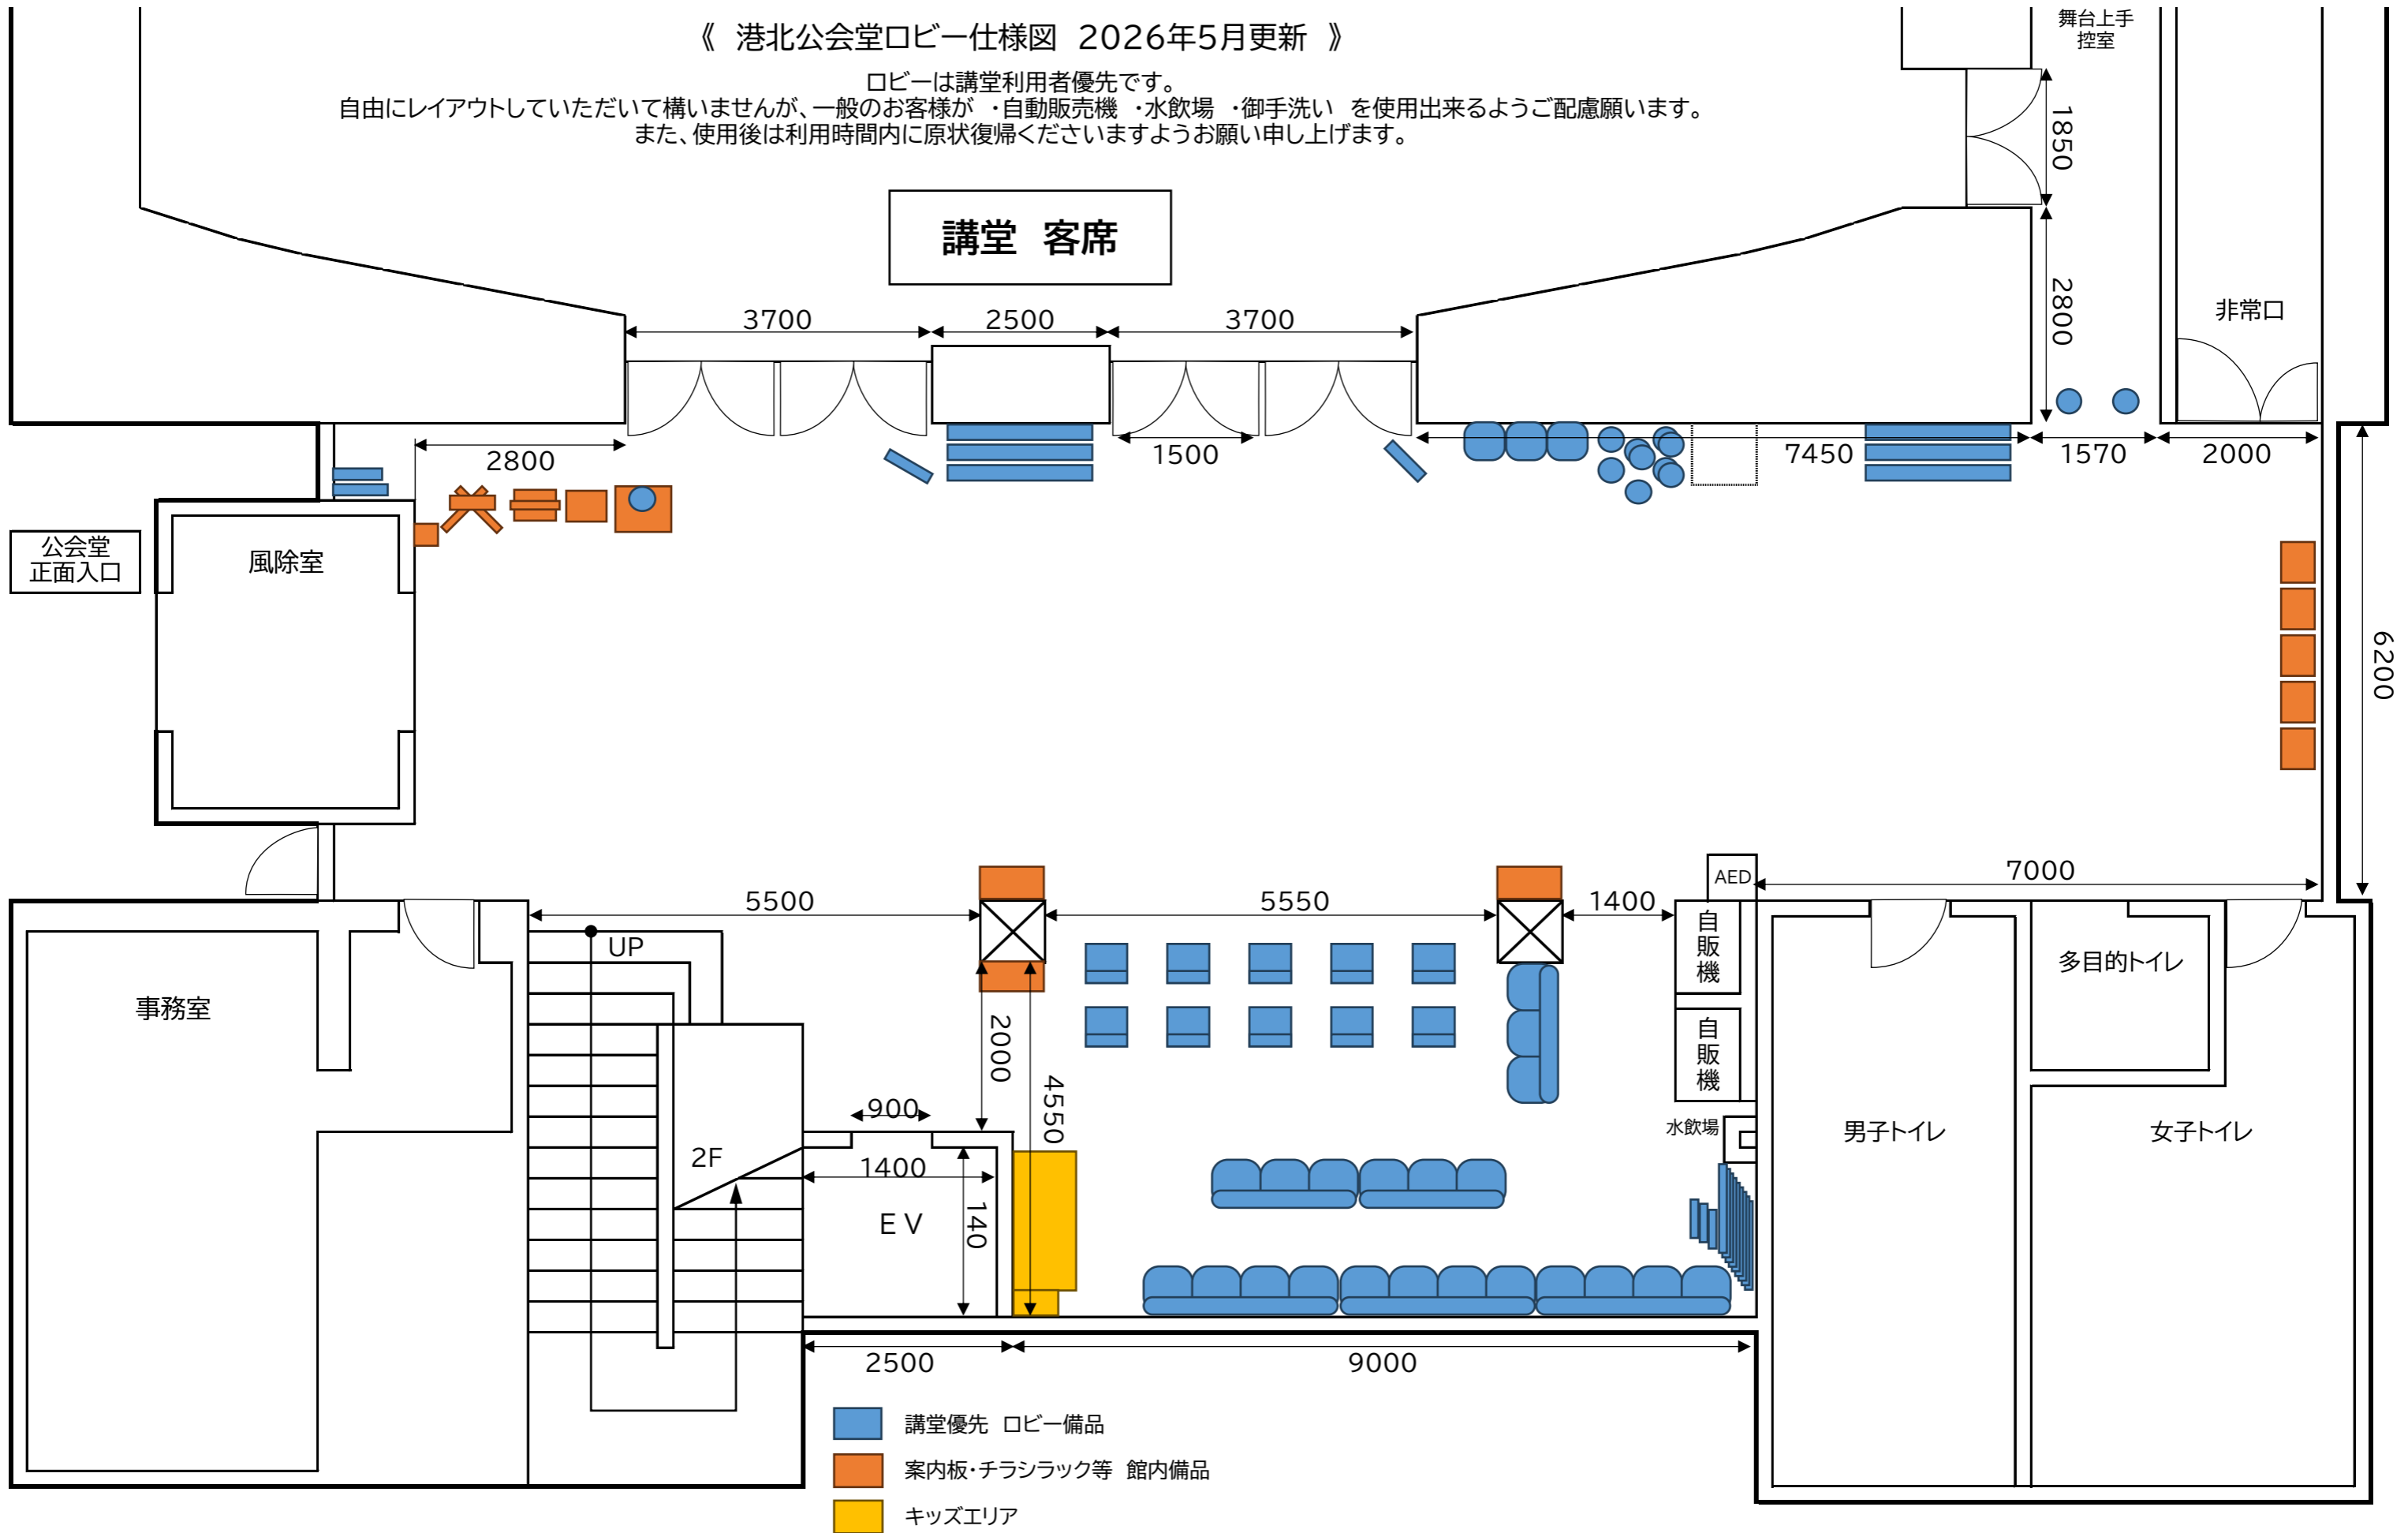 《 港北公会堂ロビー仕様図 2026年5月更新 》
ロビーは講堂利用者優先です。
自由にレイアウトしていただいて構いませんが、一般のお客様が ・自動販売機 ・水飲場 ・御手洗い を使用出来るようご配慮願います。
また、使用後は利用時間内に原状復帰くださいますようお願い申し上げます。
舞台上手
控室
1850
講堂 客席
2800
非常口
3700
2500
3700
2800
1500
7450
1570
2000
公会堂
正面入口
風除室
6200
5500
5550
1400
AED
7000
UP
自販機
事務室
多目的トイレ
2000
自販機
4550
900
水飲場
男子トイレ
女子トイレ
2F
1400
EV
140
2500
9000
講堂優先 ロビー備品
案内板・チラシラック等 館内備品
キッズエリア